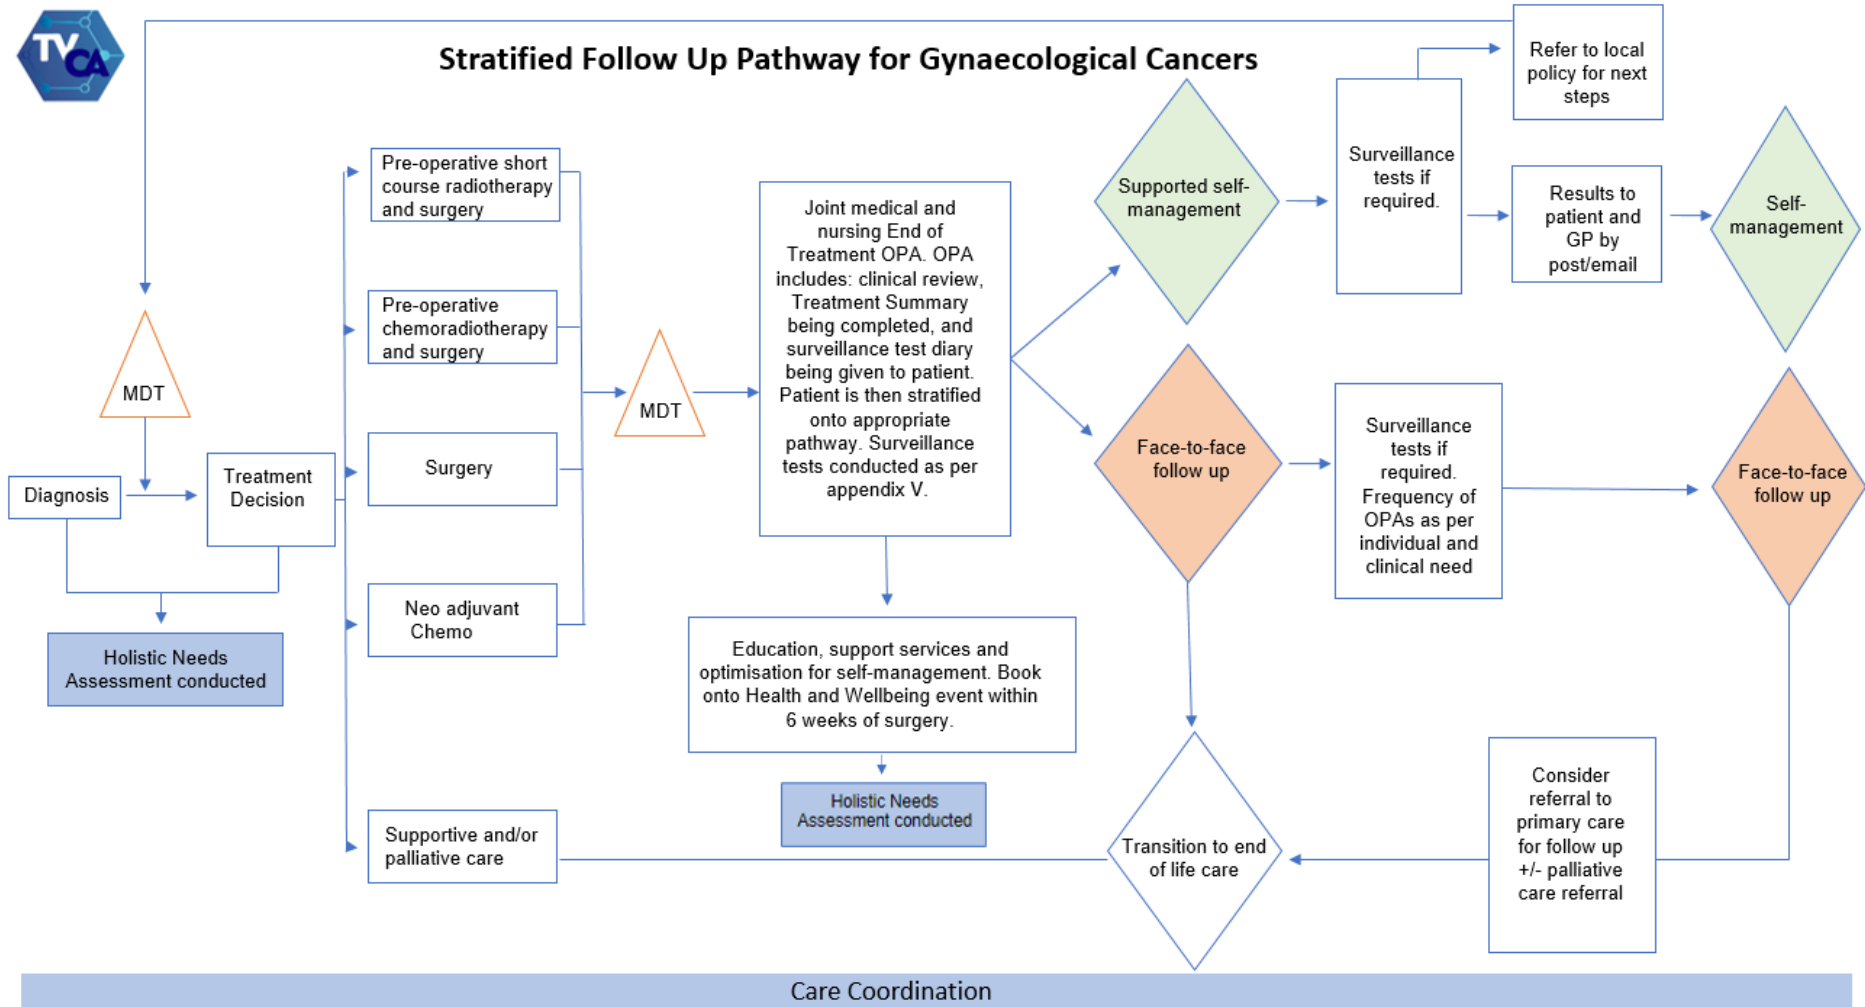 TV
CA
Stratified Follow Up Pathway for Gynaecological Cancers
Refer to local
policy for next
steps
MDT
Diagnosis
Treatment
Decision
Holistic Needs
Assessment conducted
Pre-operative short
course radiotherapy
and surgery
Pre-operative
chemoradiotherapy
and surgery
Surgery
Neo adjuvant
Chemo
Supportive and/or
palliative care
MDT
Joint medical and
nursing End of
Treatment OPA. OPA
includes: clinical review,
Treatment Summary
being completed, and
surveillance test diary
being given to patient.
Patient is then stratified
onto appropriate
pathway. Surveillance
tests conducted as per
appendix V.
Education, support services and
optimisation for self-management. Book
onto Health and Wellbeing event within
6 weeks of surgery.
Holistic Needs
Assessment conducted
Supported self-
management
Surveillance
tests if
required.
Results to
patient and
GP by
post/email
Self-
management
Face-to-face
follow up
Surveillance
tests if
required.
Frequency of
OPAs as per
individual and
clinical need
Face-to-face
follow up
Transition to end
of life care
Consider
referral to
primary care
for follow up
+/- palliative
care referral
Care Coordination